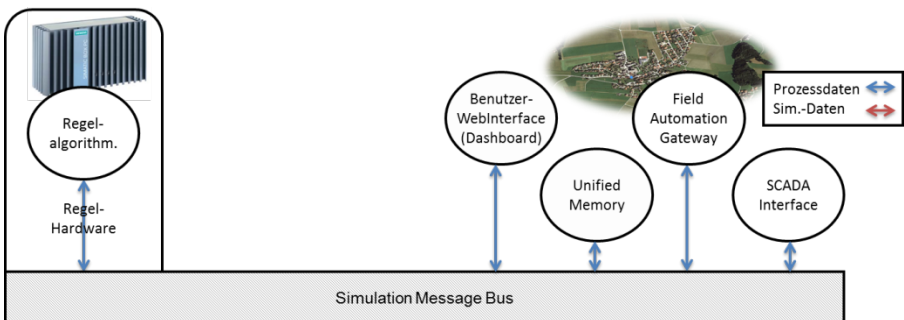 Regel-
algorithm.
Regel-
Hardware
Benutzer-
WebInterface
(Dashboard)
Unified
Memory
Field
Automation
Gateway
SCADA
Interface
Prozessdaten
Sim.-Daten
Simulation Message Bus